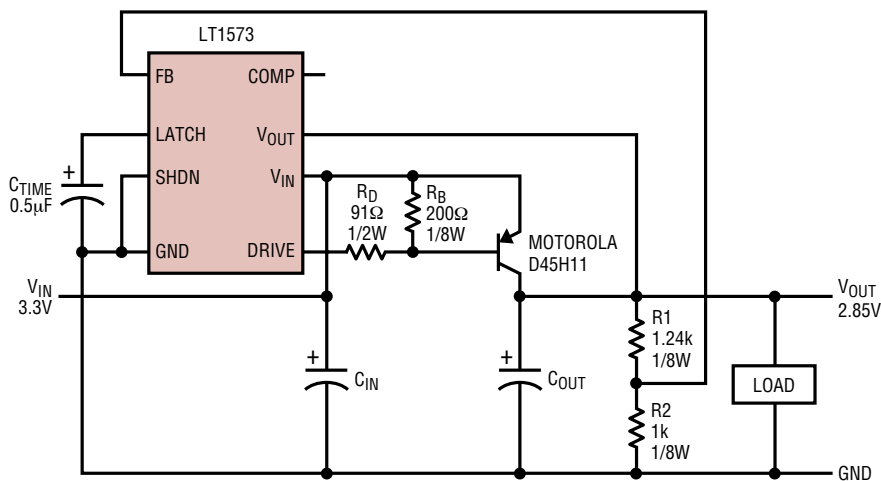 LT1573
FB
COMP
LATCH
VOUT
SHDN
VIN
GND
DRIVE
+
CTIME
0.5µF
RD
91Ω
1/2W
RB
200Ω
1/8W
MOTOROLA
D45H11
VIN
3.3V
VOUT
2.85V
R1
1.24k
1/8W
+
CIN
+
COUT
LOAD
R2
1k
1/8W
GND